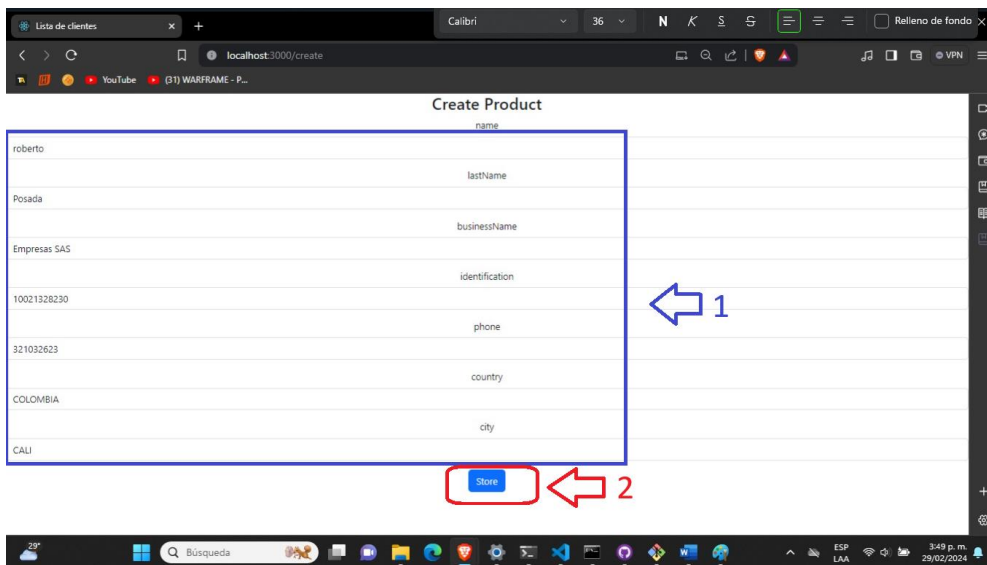 Lista de clientes
Calibri 36 N K S S Relleno de fondo
localhost:3000/create VPN
YouTube (31) WARFRAME - P...
Create Product
name
roberto
lastName
Posada
businessName
Empresas SAS
identification
10021328230
1
phone
321032623
country
COLOMBIA
city
CALI
Store
2
29°
Búsqueda
ESP
LAA
3:49 p. m.
29/02/2024